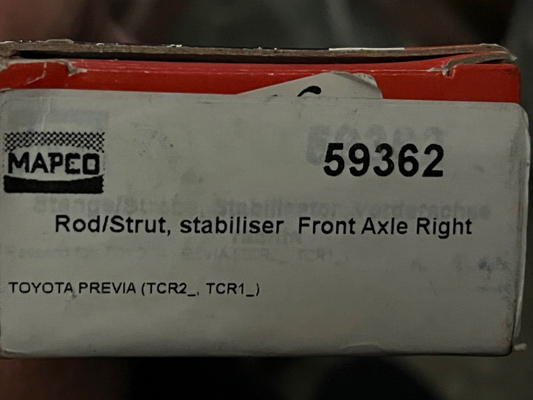 MAPCO
59362
Rod/Strut, stabiliser Front Axle Right
TOYOTA PREVIA (TCR2_, TCR1_)